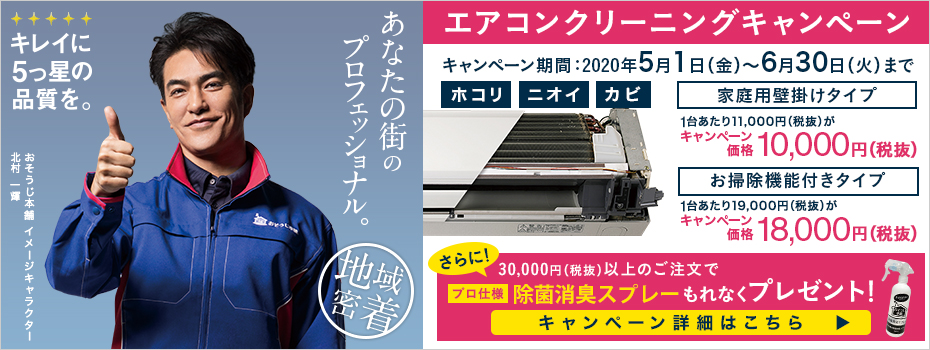 キレイに
5つ星の
品質を。
あなたの街の
プロフェッショナル。
おそうじ本舗 イメージキャラクター
北村 一輝
おそうじ本舗
地域
密着
エアコンクリーニングキャンペーン
キャンペーン期間：2020年5月1日（金）～6月30日（火）まで
ホコリ ニオイ カビ
家庭用壁掛けタイプ
1台あたり11,000円（税抜）が
キャンペーン価格 10,000円（税抜）
お掃除機能付きタイプ
1台あたり19,000円（税抜）が
キャンペーン価格 18,000円（税抜）
さらに！
30,000円（税抜）以上のご注文で
プロ仕様 除菌消臭スプレーもれなくプレゼント！
キャンペーン詳細はこちら ▶